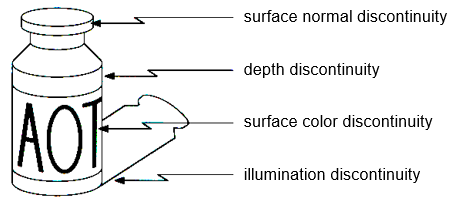 surface normal discontinuity
depth discontinuity
AOT
surface color discontinuity
illumination discontinuity